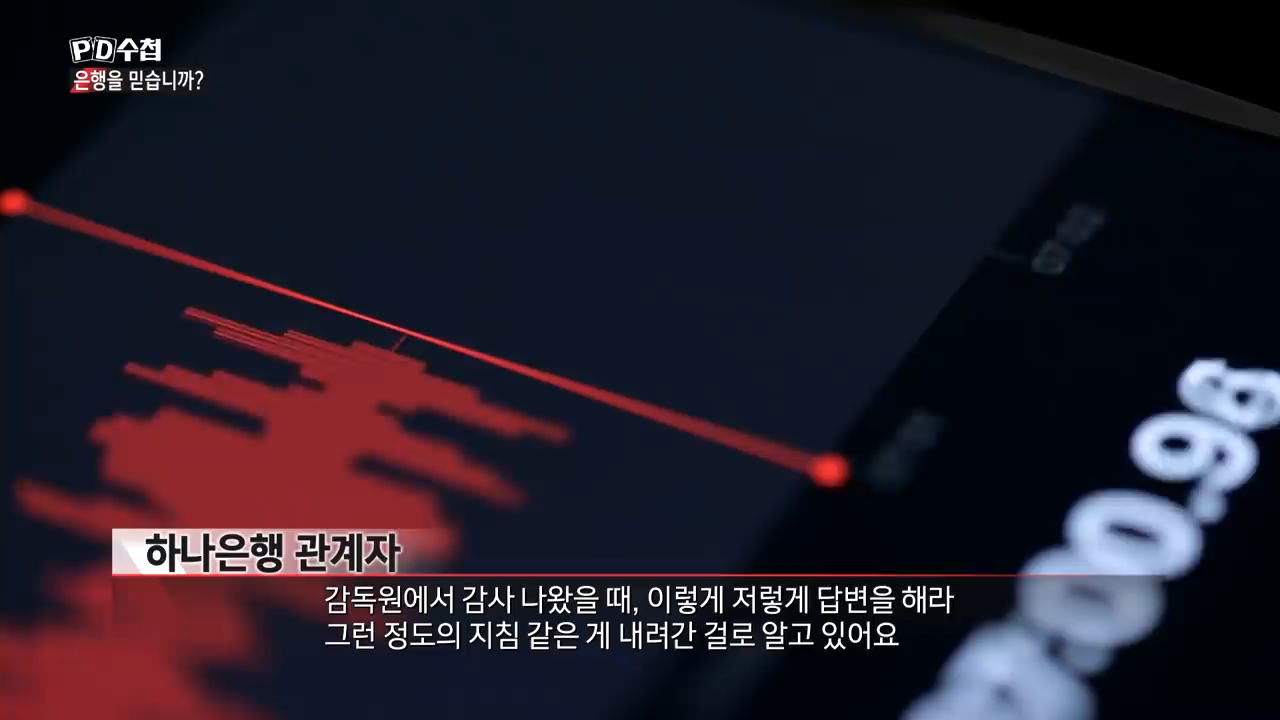 PD수첩
은행을 믿습니까?
하나은행 관계자
감독원에서 감사 나왔을 때, 이렇게 저렇게 답변을 해라
그런 정도의 지침 같은 게 내려간 걸로 알고 있어요